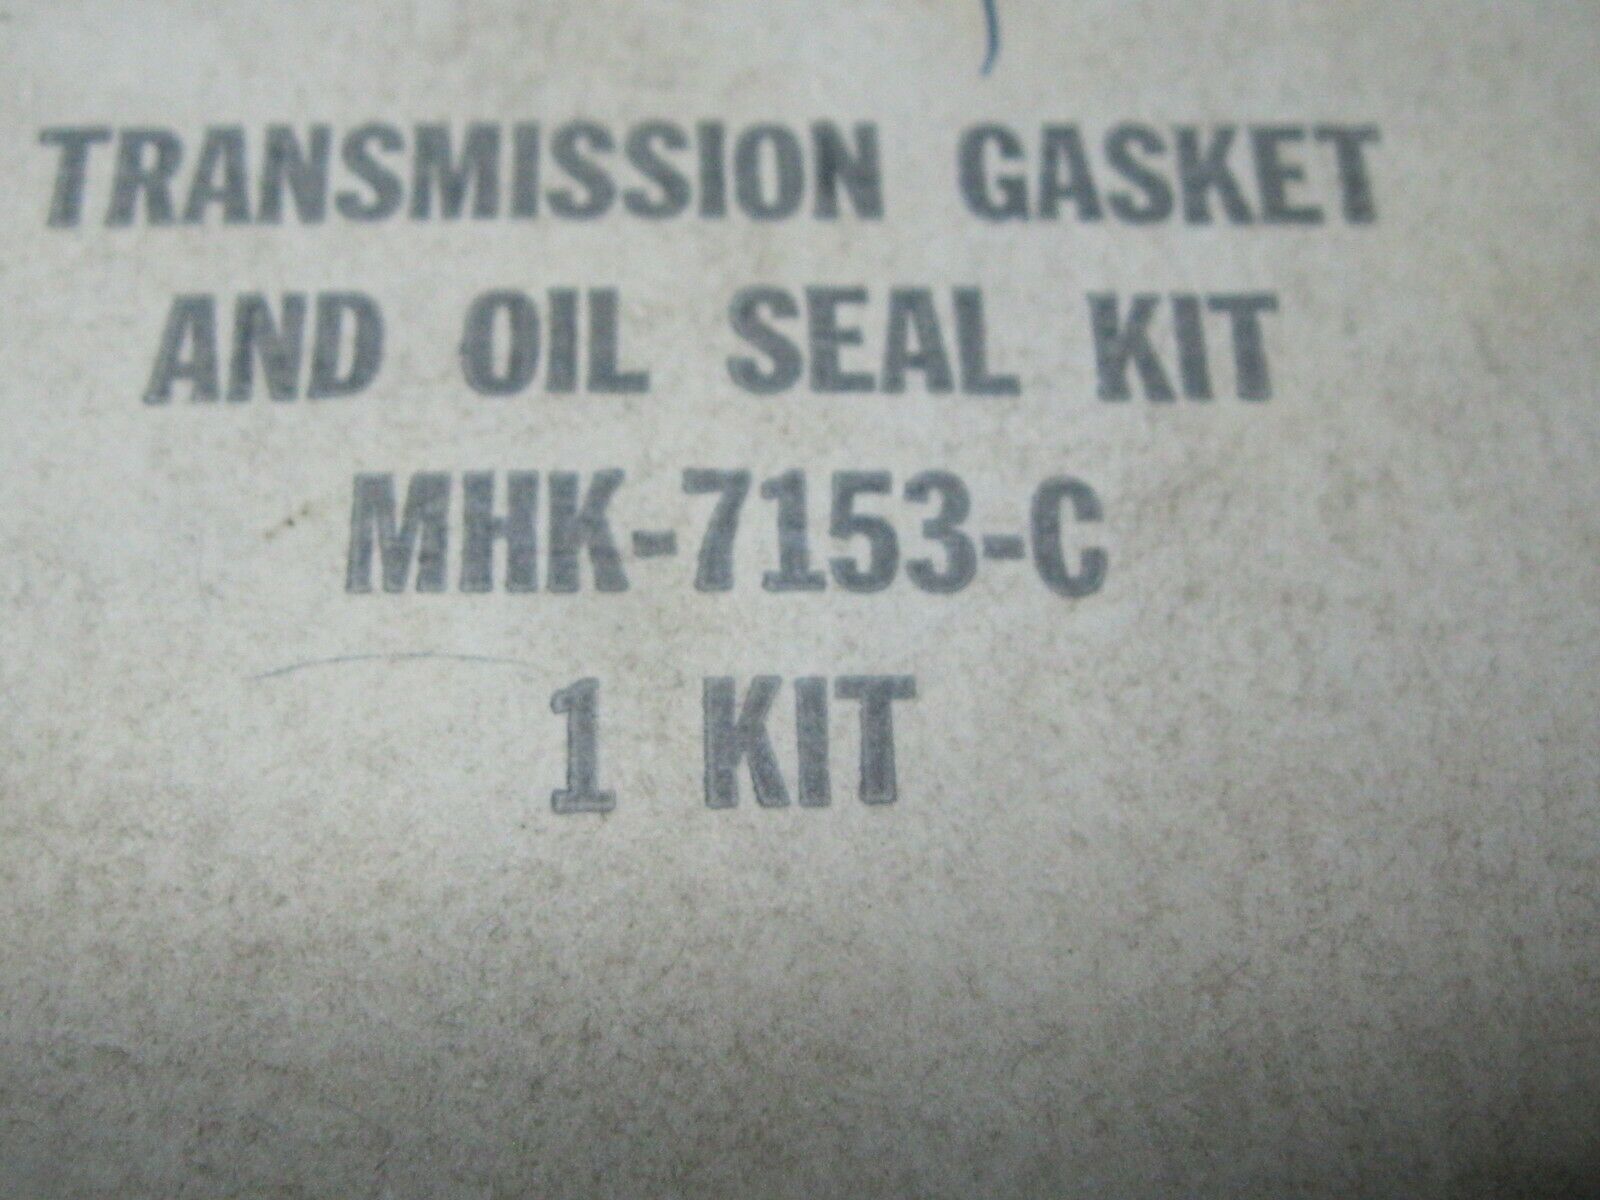 TRANSMISSION GASKET
AND OIL SEAL KIT
MHK-7153-C
1 KIT